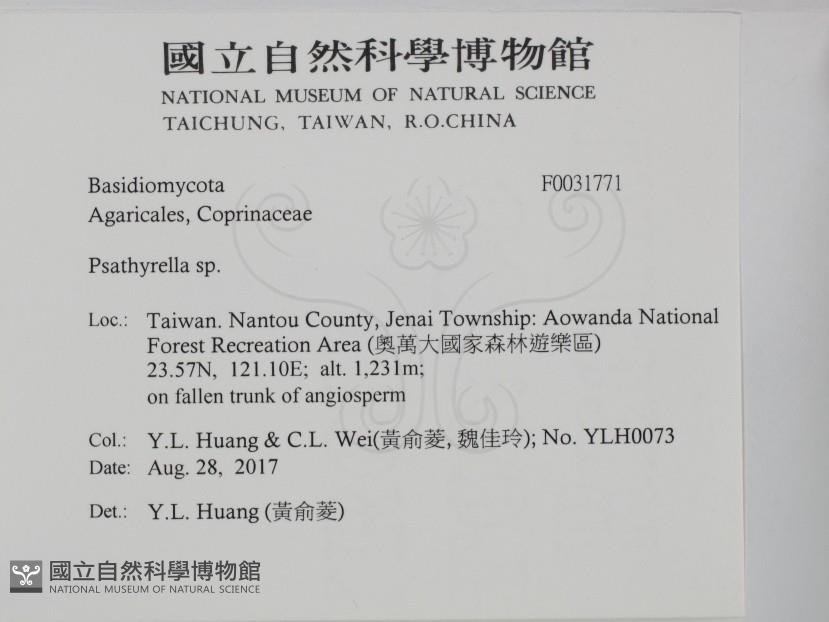 國立自然科學博物館
NATIONAL MUSEUM OF NATURAL SCIENCE
TAICHUNG, TAIWAN, R.O.CHINA
Basidiomycota F0031771
Agaricales, Coprinaceae
Psathyrella sp.
Loc.: Taiwan. Nantou County, Jenai Township: Aowanda National
Forest Recreation Area (奧萬大國家森林遊樂區)
23.57N, 121.10E; alt. 1,231m;
on fallen trunk of angiosperm
Col.: Y.L. Huang & C.L. Wei(黃俞菱, 魏佳玲); No. YLH0073
Date: Aug. 28, 2017
Det.: Y.L. Huang (黃俞菱)
國立自然科學博物館
NATIONAL MUSEUM OF NATURAL SCIENCE